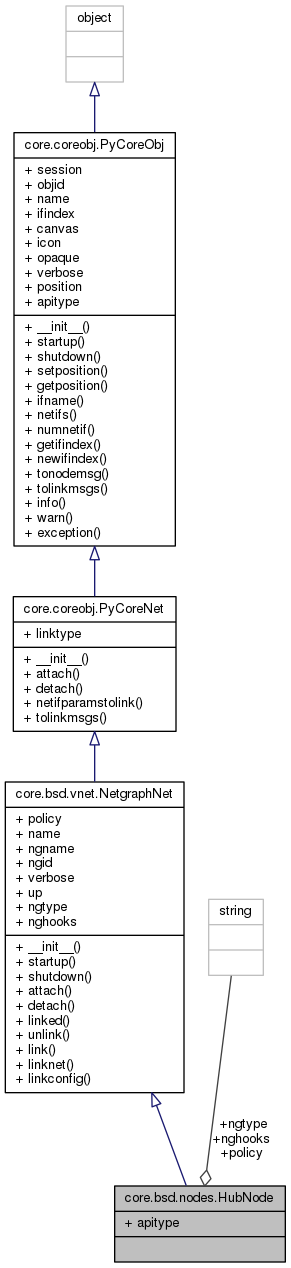 object
core.coreobj.PyCoreObj
+ session
+ objid
+ name
+ ifindex
+ canvas
+ icon
+ opaque
+ verbose
+ position
+ apitype
+ __init__()
+ startup()
+ shutdown()
+ setposition()
+ getposition()
+ ifname()
+ netifs()
+ numnetif()
+ getifindex()
+ newifindex()
+ tonodemsg()
+ tolinkmsgs()
+ info()
+ warn()
+ exception()
core.coreobj.PyCoreNet
+ linktype
+ __init__()
+ attach()
+ detach()
+ netifparamstolink()
+ tolinkmsgs()
core.bsd.vnet.NetgraphNet
+ policy
+ name
+ ngname
+ ngid
+ verbose
+ up
+ ngtype
+ nghooks
+ __init__()
+ startup()
+ shutdown()
+ attach()
+ detach()
+ linked()
+ unlink()
+ link()
+ linknet()
+ linkconfig()
string
+ngtype
+nghooks
+policy
core.bsd.nodes.HubNode
+ apitype